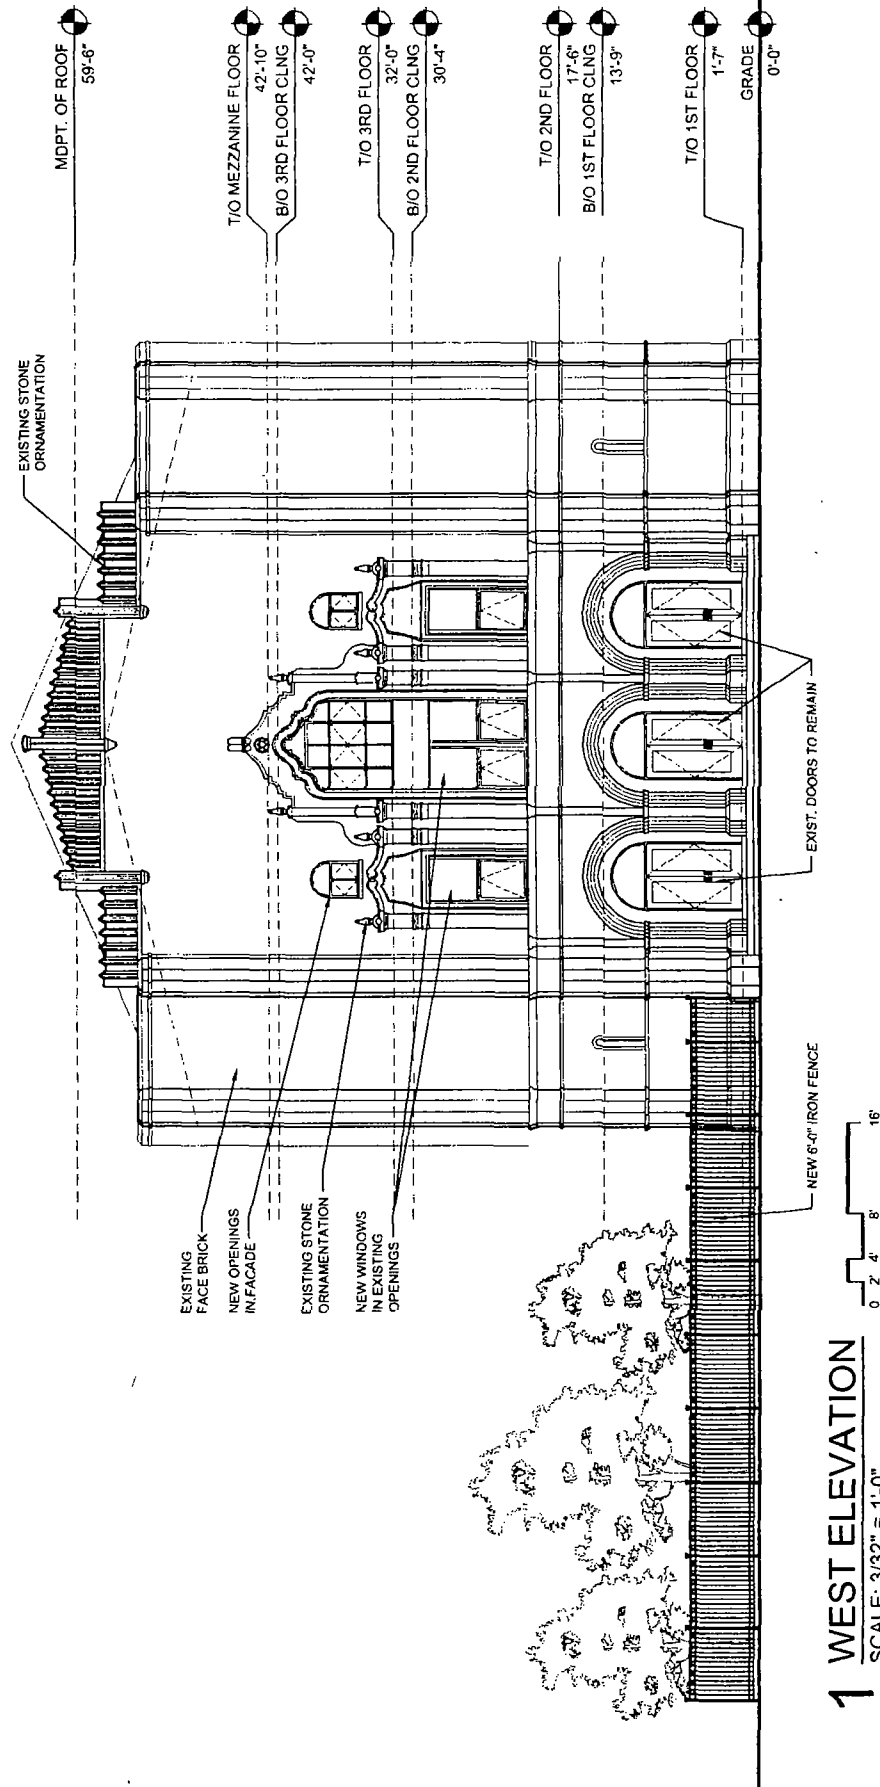 MDPT. OF ROOF
59'-6"
T/O MEZZANINE FLOOR
42'-10"
B/O 3RD FLOOR CLNG
42'-0"
T/O 3RD FLOOR
32'-0"
B/O 2ND FLOOR CLNG
30'-4"
T/O 2ND FLOOR
17'-6"
B/O 1ST FLOOR CLNG
13'-9"
T/O 1ST FLOOR
1'-7"
GRADE
0'-0"
EXISTING STONE
ORNAMENTATION
EXISTING
FACE BRICK
NEW OPENINGS
IN FACADE
EXISTING STONE
ORNAMENTATION
NEW WINDOWS
IN EXISTING
OPENINGS
EXIST. DOORS TO REMAIN
NEW 6'-0" IRON FENCE
1 WEST ELEVATION
SCALE: 3/32" = 1'-0"
0 2' 4' 8' 16'